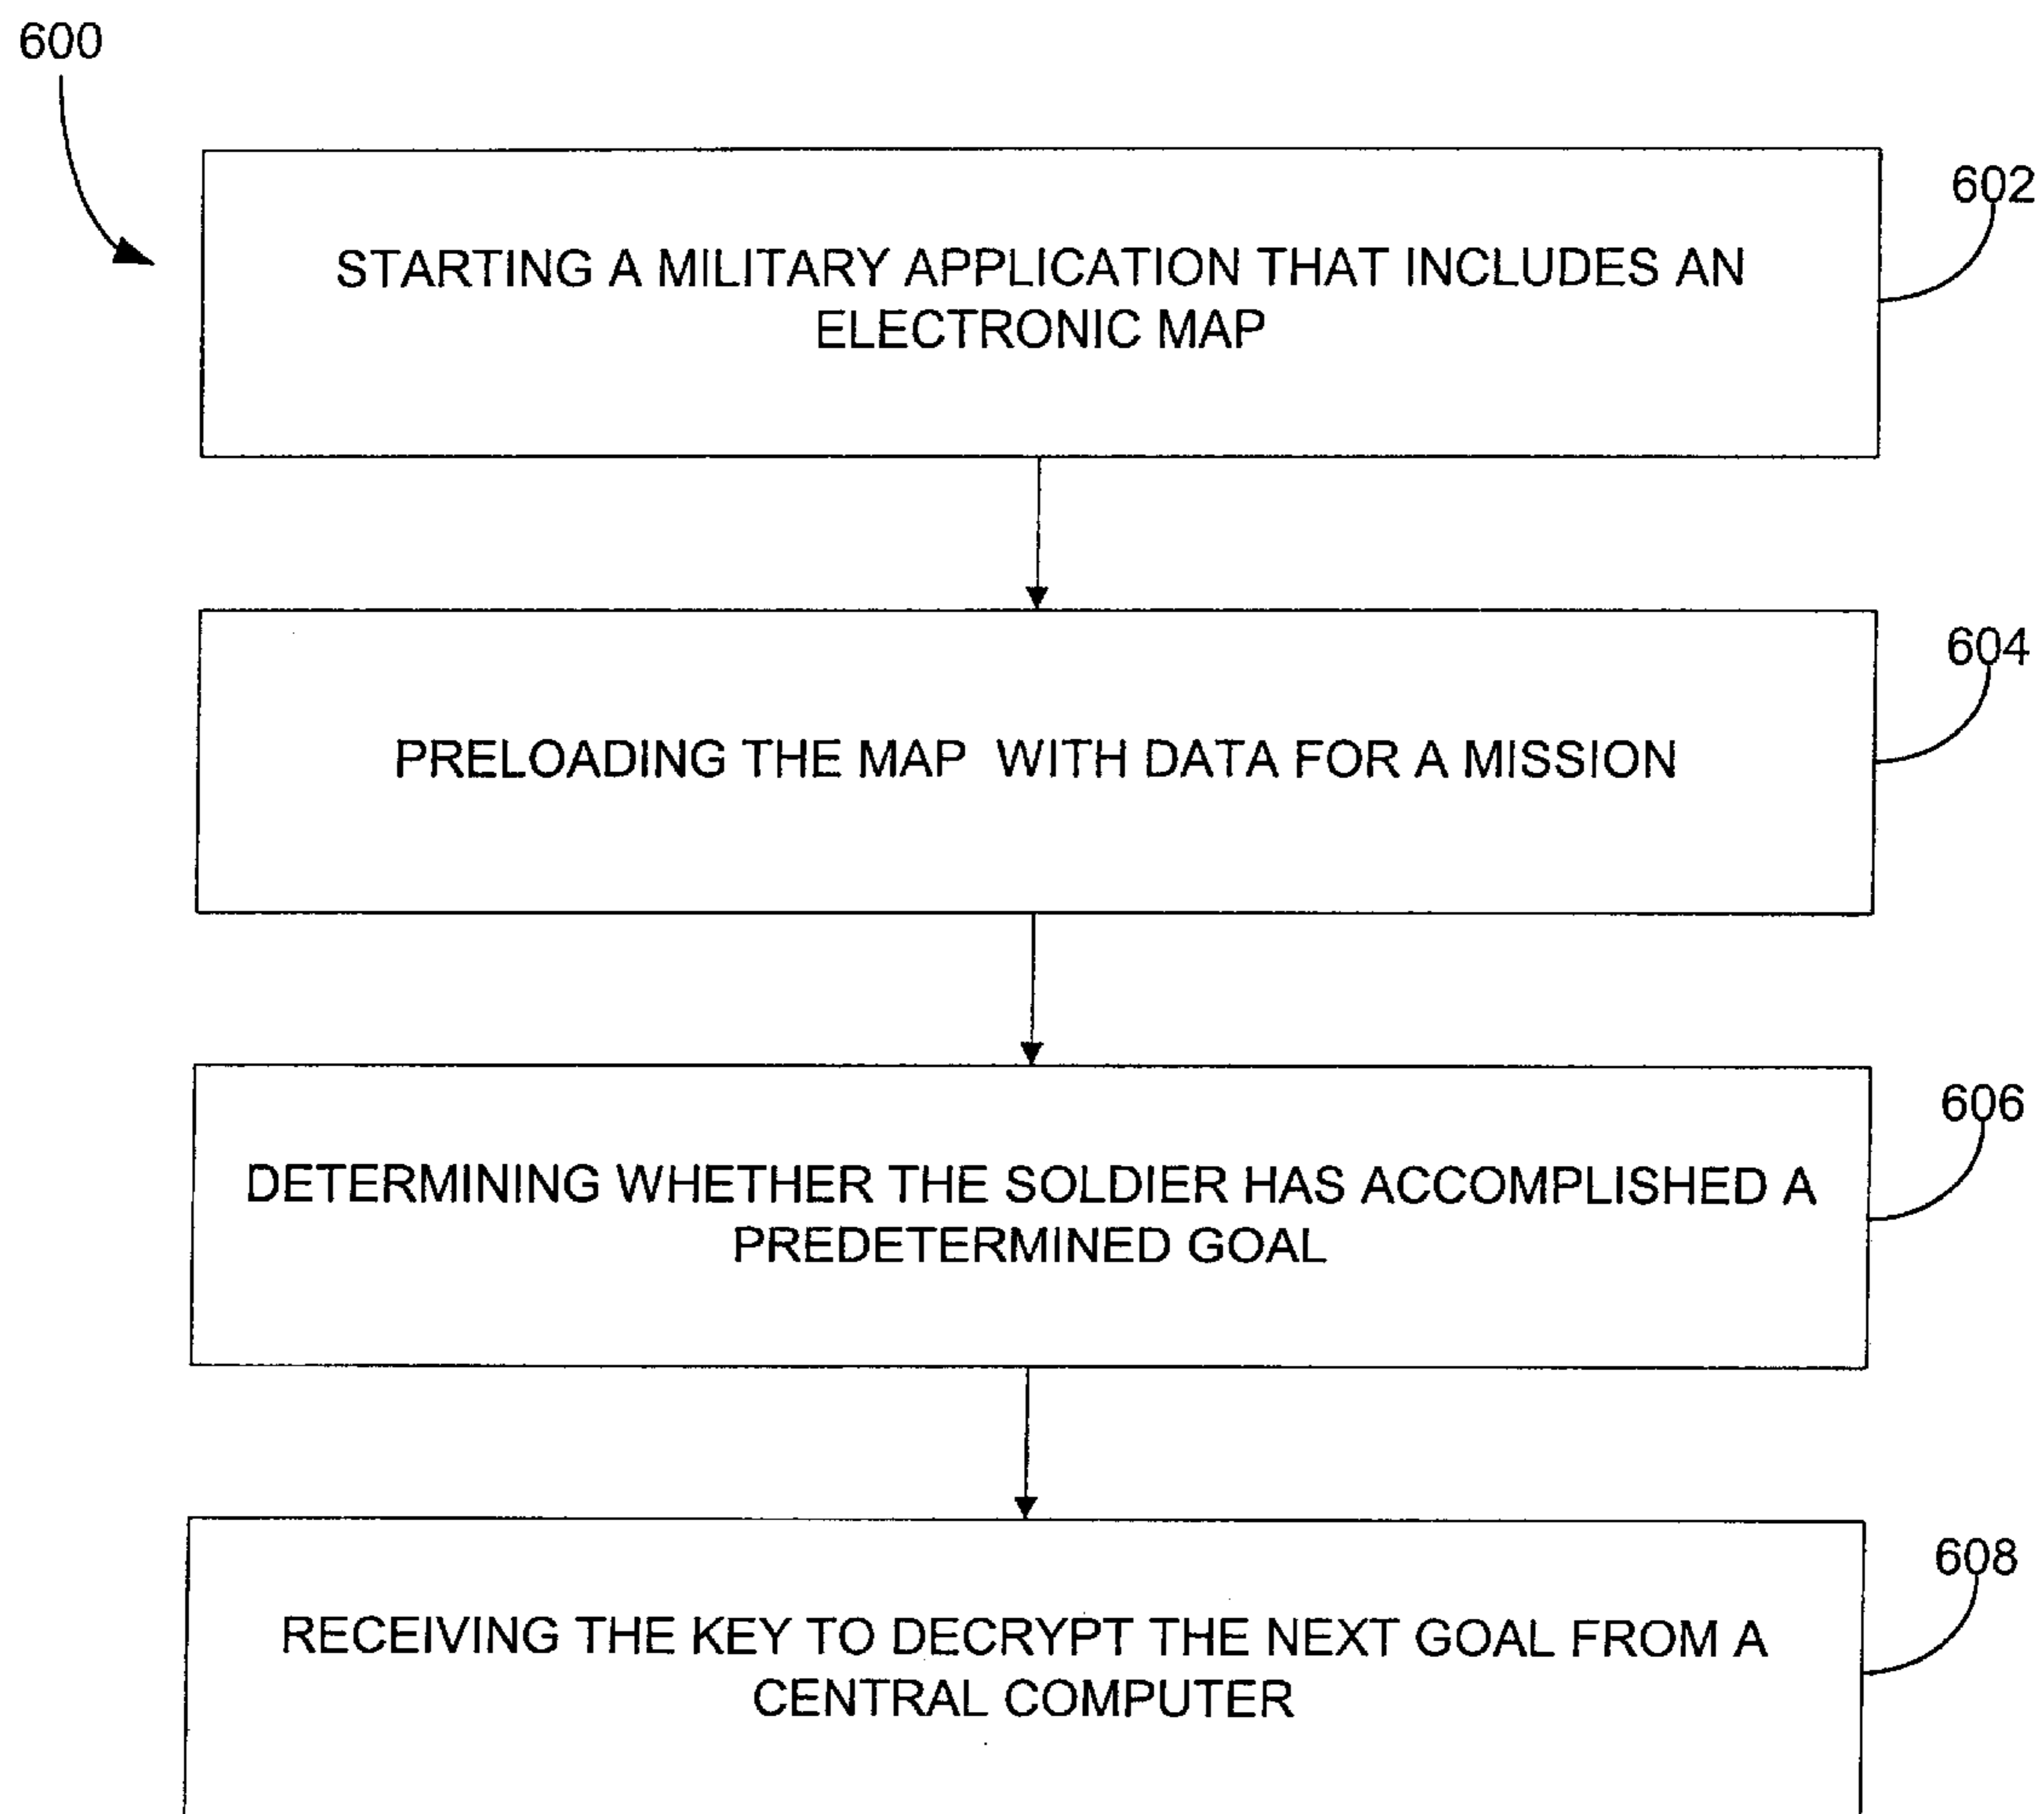 600
602
STARTING A MILITARY APPLICATION THAT INCLUDES AN
ELECTRONIC MAP
604
PRELOADING THE MAP WITH DATA FOR A MISSION
606
DETERMINING WHETHER THE SOLDIER HAS ACCOMPLISHED A
PREDETERMINED GOAL
608
RECEIVING THE KEY TO DECRYPT THE NEXT GOAL FROM A
CENTRAL COMPUTER